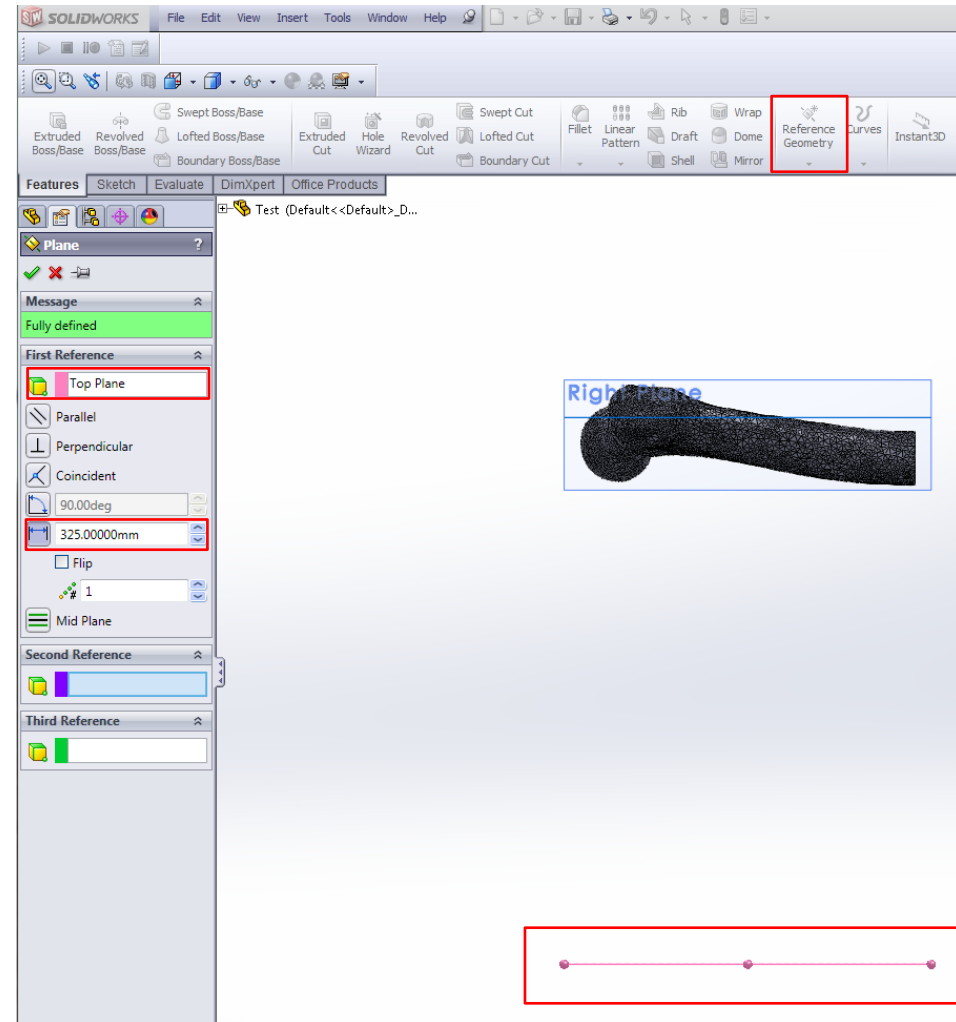 SOLIDWORKS File Edit View Insert Tools Window Help
Extruded Boss/Base
Revolved Boss/Base
Swept Boss/Base
Lofted Boss/Base
Boundary Boss/Base
Extruded Cut
Hole Wizard
Revolved Cut
Swept Cut
Lofted Cut
Boundary Cut
Fillet
Linear Pattern
Rib
Draft
Shell
Wrap
Dome
Mirror
Reference Geometry
Curves
Instant3D
Features Sketch Evaluate DimXpert Office Products
Test (Default<<Default>_D...
Plane ?
Message
Fully defined
First Reference
Top Plane
Parallel
Perpendicular
Coincident
90.00deg
325.00000mm
Flip
# 1
Mid Plane
Second Reference
Third Reference
Right Plane